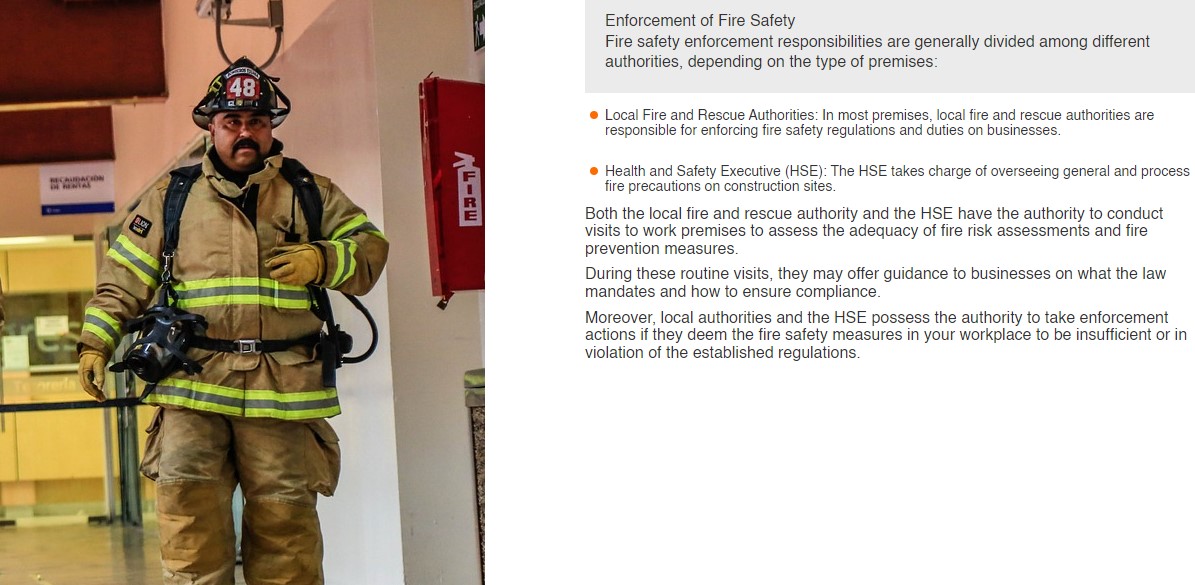 48
RECAUDACIÓN
DE RENTAS
LION
FIRE
Enforcement of Fire Safety
Fire safety enforcement responsibilities are generally divided among different
authorities, depending on the type of premises:
Local Fire and Rescue Authorities: In most premises, local fire and rescue authorities are
responsible for enforcing fire safety regulations and duties on businesses.
Health and Safety Executive (HSE): The HSE takes charge of overseeing general and process
fire precautions on construction sites.
Both the local fire and rescue authority and the HSE have the authority to conduct
visits to work premises to assess the adequacy of fire risk assessments and fire
prevention measures.
During these routine visits, they may offer guidance to businesses on what the law
mandates and how to ensure compliance.
Moreover, local authorities and the HSE possess the authority to take enforcement
actions if they deem the fire safety measures in your workplace to be insufficient or in
violation of the established regulations.